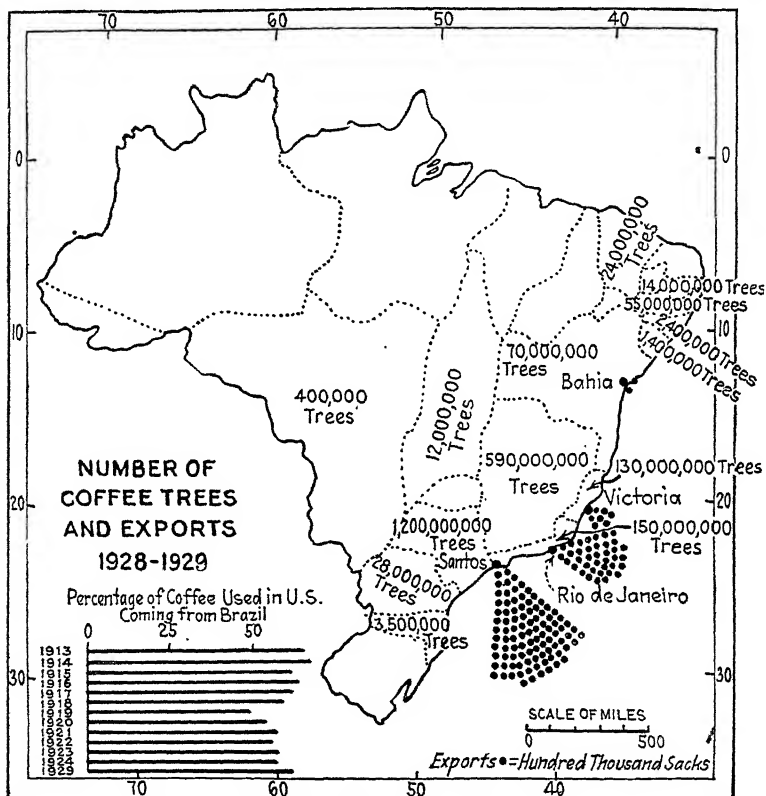 70 60 50 40
0 0
24,000,000
Trees
14,000,000 Trees
55,000,000 Trees
2,400,000 Trees
1,400,000 Trees
10 10
70,000,000
Trees
Bahia
400,000
Trees
12,000,000
Trees
590,000,000
Trees
130,000,000 Trees
Victoria
20 20
NUMBER OF
COFFEE TREES
AND EXPORTS
1928-1929
1,200,000,000
Trees
150,000,000
Trees
Santos
28,000,000
Trees
Rio de Janeiro
13,500,000
Trees
Percentage of Coffee Used in U.S.
Coming from Brazil
0 25 50
1913
1914
1915
1916
1917
1918
1919
1920
1921
1922
1923
1924
1929
30 30
SCALE OF MILES
0 500
Exports ●=Hundred Thousand Sacks
70 60 50 40